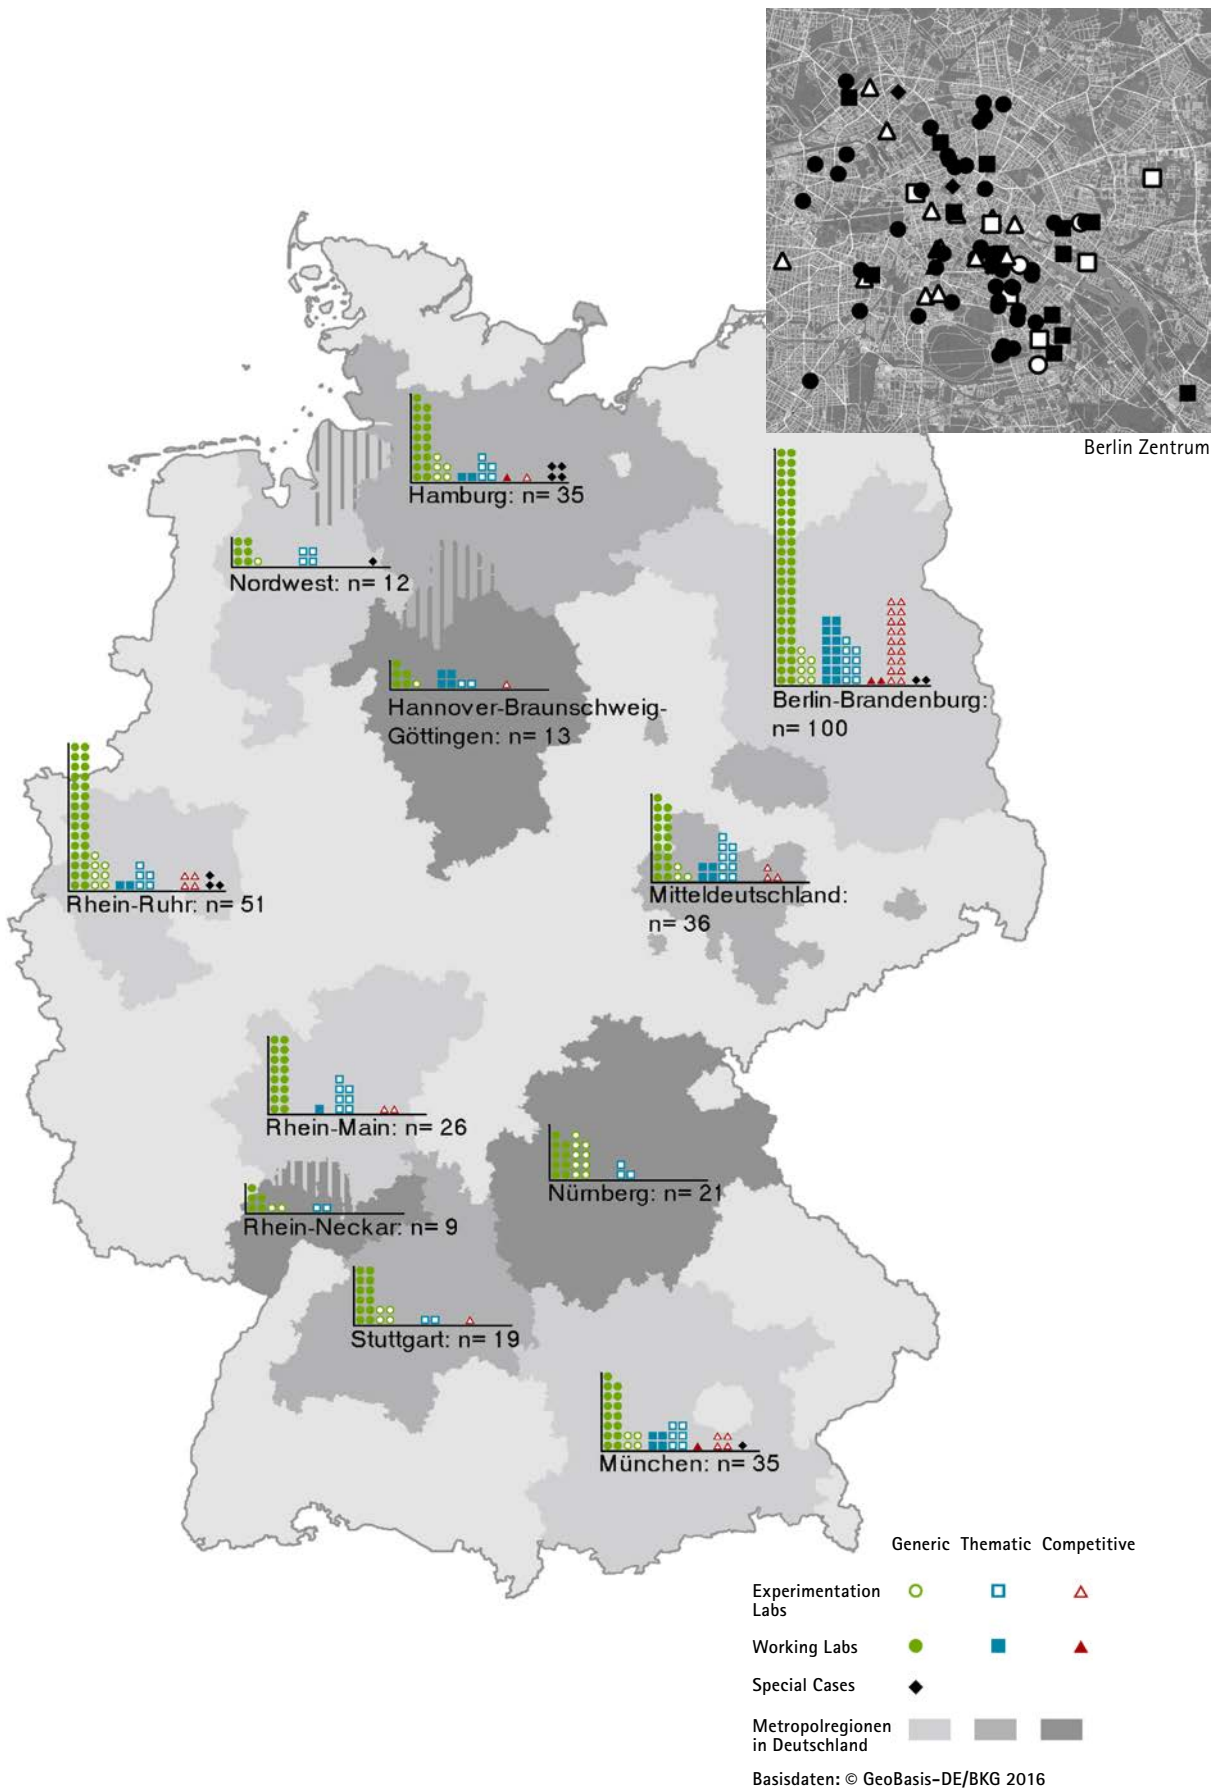 Berlin Zentrum
Hamburg: n= 35
Nordwest: n= 12
Hannover-Braunschweig-
Göttingen: n= 13
Berlin-Brandenburg:
n= 100
Rhein-Ruhr: n= 51
Mitteldeutschland:
n= 36
Rhein-Main: n= 26
Nürnberg: n= 21
Rhein-Neckar: n= 9
Stuttgart: n= 19
München: n= 35
Generic Thematic Competitive
Experimentation
Labs
Working Labs
Special Cases
Metropolregionen
in Deutschland
Basisdaten: © GeoBasis-DE/BKG 2016